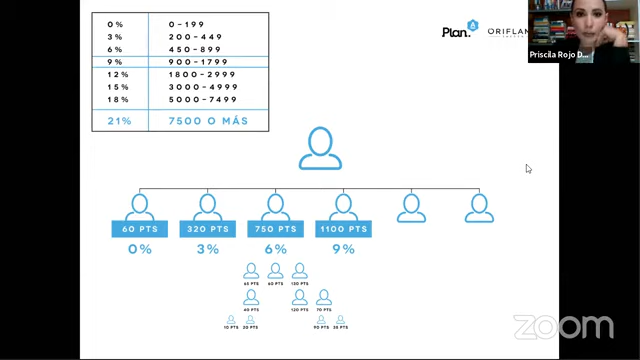 0% 0-199
3% 200-449
6% 450-899
9% 900-1799
12% 1800-2999
15% 3000-4999
18% 5000-7499
21% 7500 O MÁS
Plan.
Priscila Rojo D...
60 PTS 320 PTS 750 PTS 1100 PTS
0% 3% 6% 9%
65 PTS 60 PTS 120 PTS
40 PTS 120 PTS 70 PTS
10 PTS 20 PTS 90 PTS 35 PTS
zoom